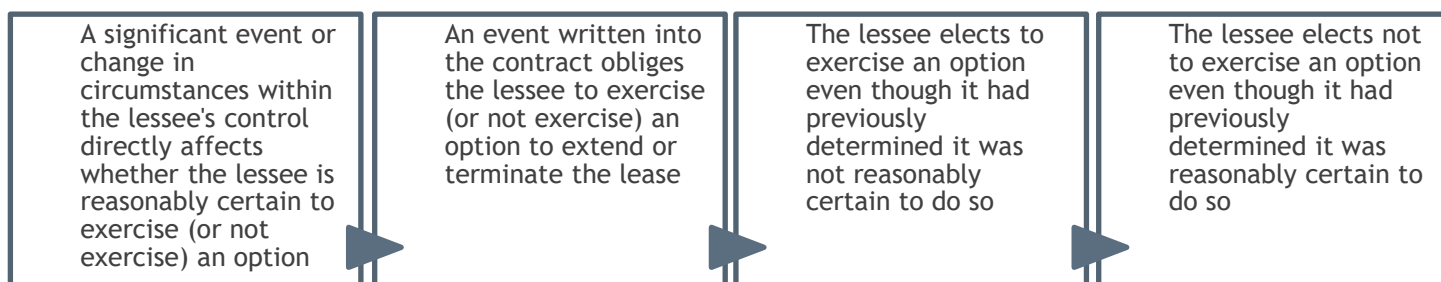 A significant event or
change in
circumstances within
the lessee's control
directly affects
whether the lessee is
reasonably certain to
exercise (or not
exercise) an option
An event written into
the contract obliges
the lessee to exercise
(or not exercise) an
option to extend or
terminate the lease
The lessee elects to
exercise an option
even though it had
previously
determined it was
not reasonably
certain to do so
The lessee elects not
to exercise an option
even though it had
previously
determined it was
reasonably certain to
do so